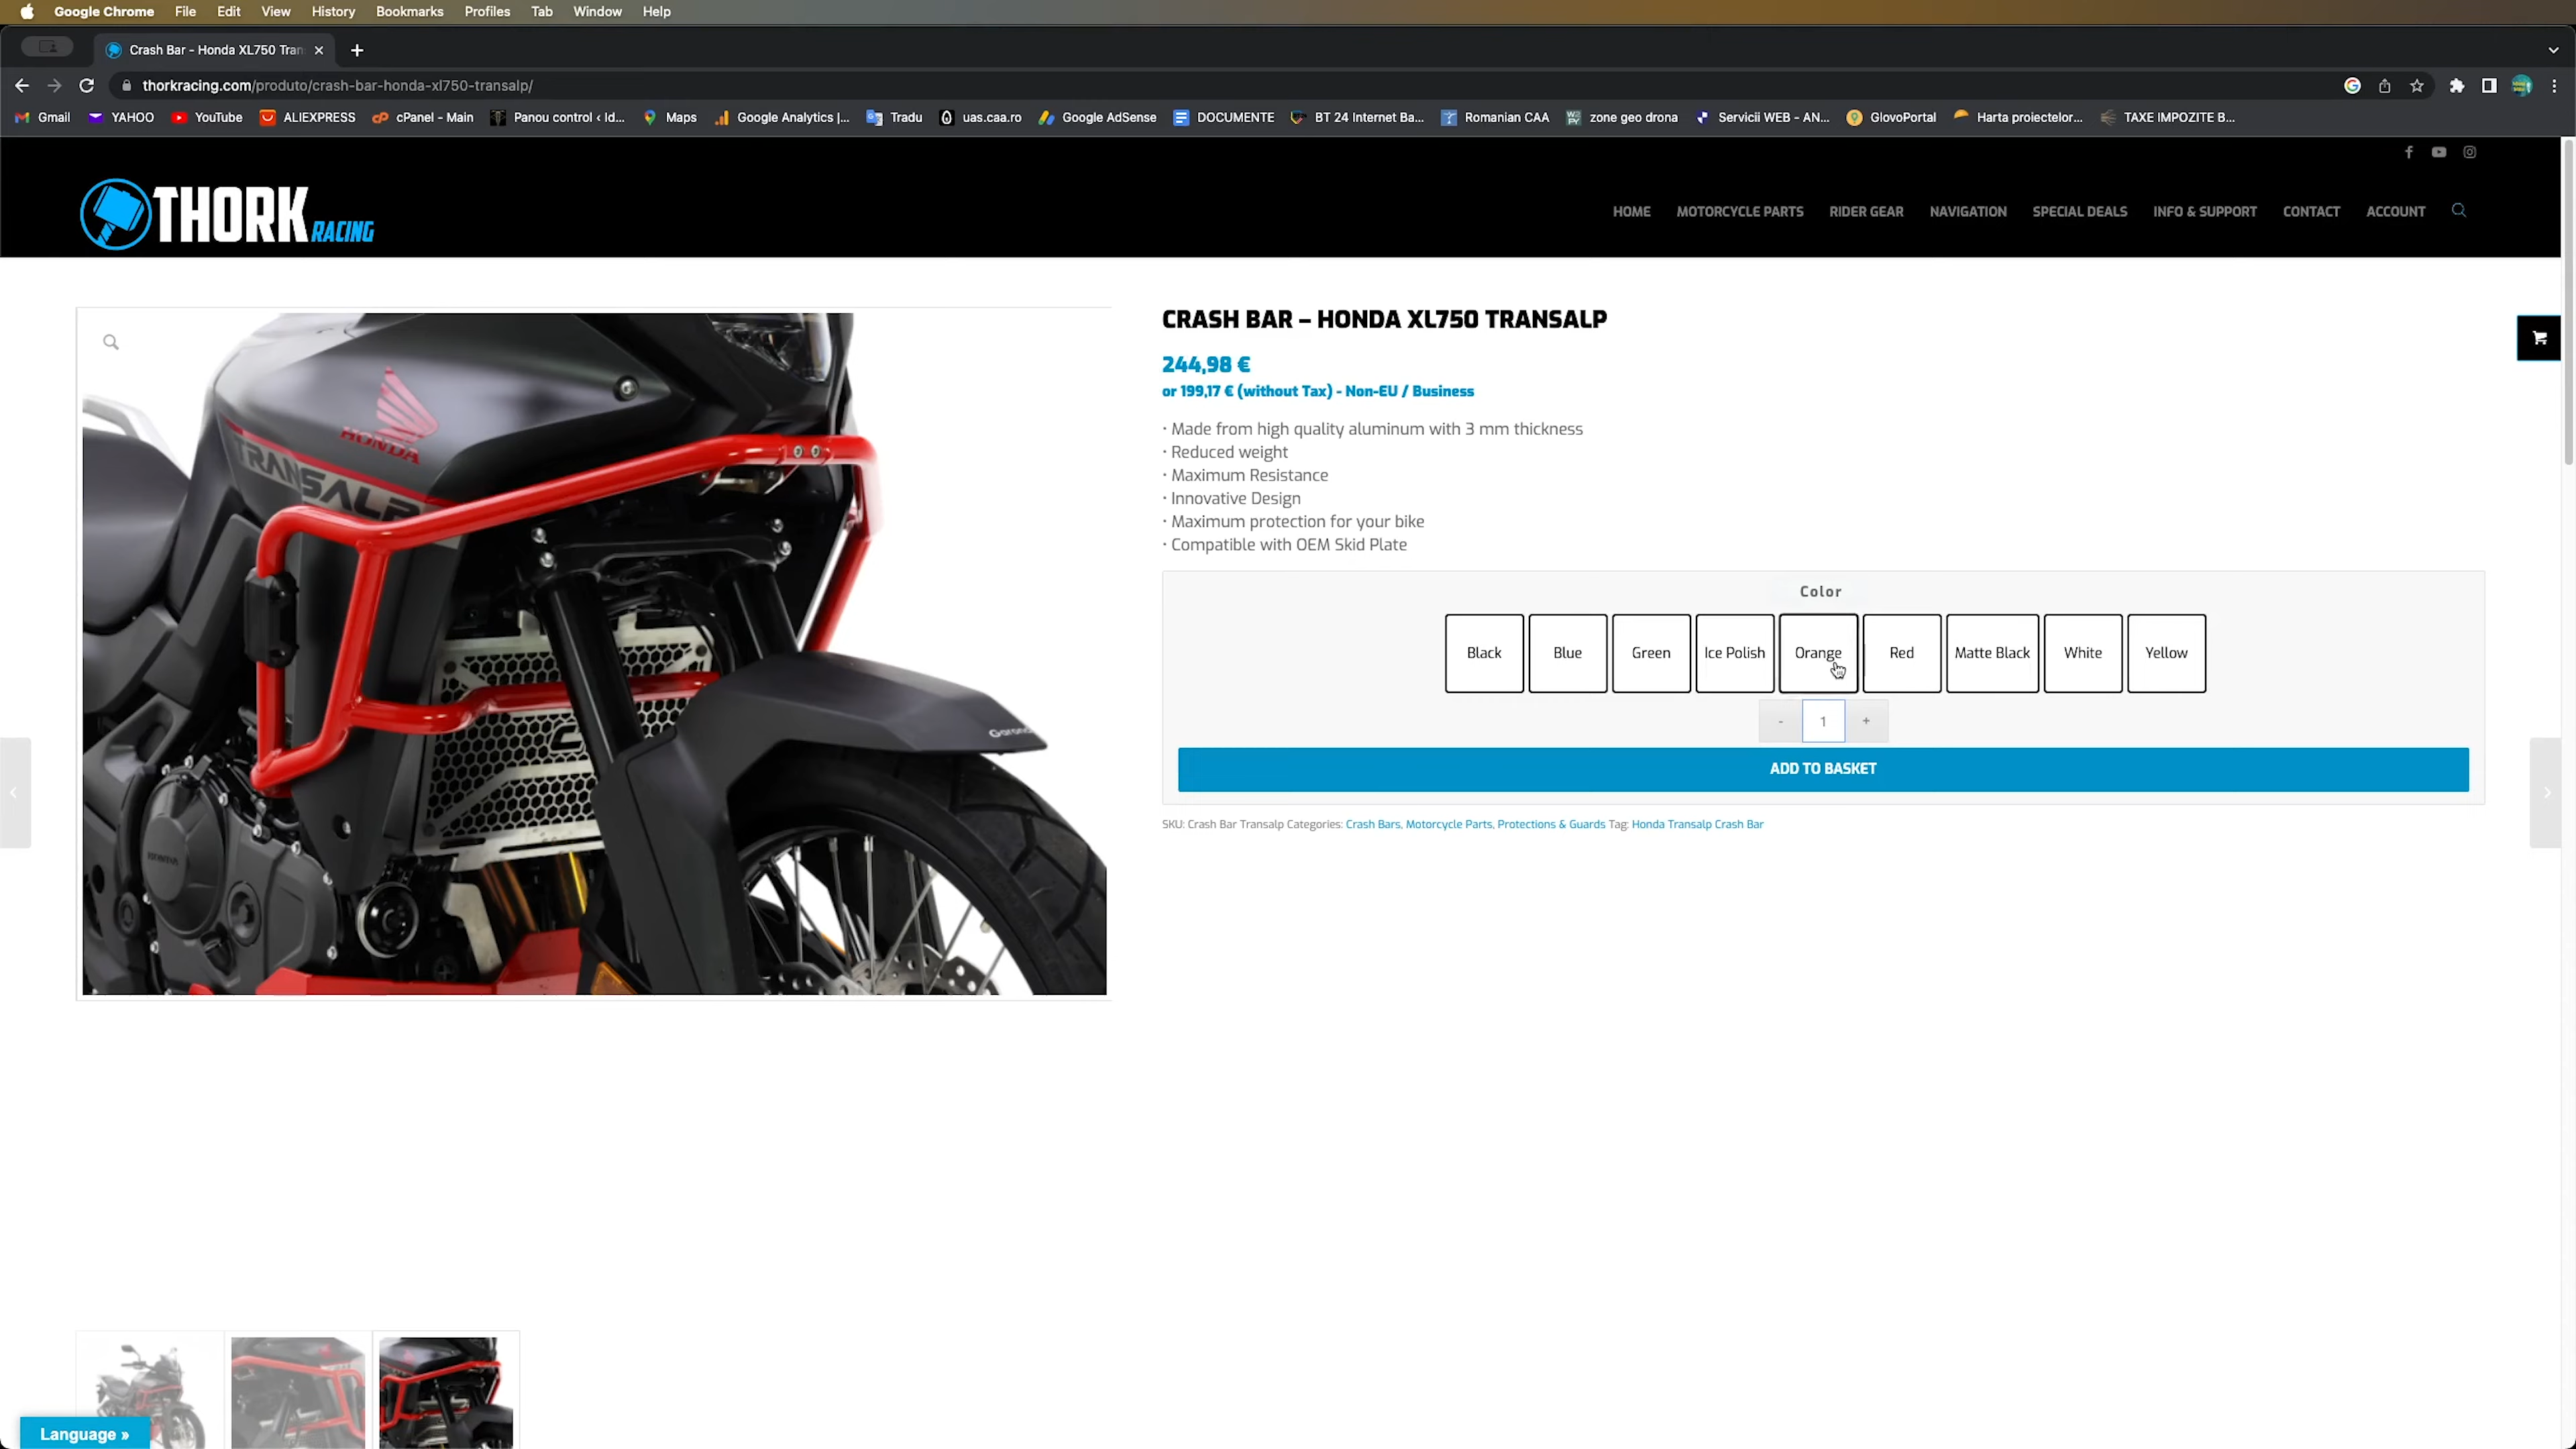 Google Chrome File Edit View History Bookmarks Profiles Tab Window Help
Crash Bar - Honda XL750 Tran
thorkracing.com/produto/crash-bar-honda-xl750-transalp/
Gmail YAHOO YouTube ALIEXPRESS cPanel - Main Panou control ‹ Id... Maps Google Analytics |... Tradu uas.caa.ro Google AdSense DOCUMENTE BT 24 Internet Ba... Romanian CAA zone geo drona Servicii WEB - AN... GlovoPortal Harta proiectelor... TAXE IMPOZITE B...
THORK RACING
HOME MOTORCYCLE PARTS RIDER GEAR NAVIGATION SPECIAL DEALS INFO & SUPPORT CONTACT ACCOUNT
HONDA
TRANSALP
HONDA
CRASH BAR – HONDA XL750 TRANSALP
244,98 €
or 199,17 € (without Tax) - Non-EU / Business
· Made from high quality aluminum with 3 mm thickness
· Reduced weight
· Maximum Resistance
· Innovative Design
· Maximum protection for your bike
· Compatible with OEM Skid Plate
Color
Black Blue Green Ice Polish Orange Red Matte Black White Yellow
- 1 +
ADD TO BASKET
SKU: Crash Bar Transalp Categories: Crash Bars, Motorcycle Parts, Protections & Guards Tag: Honda Transalp Crash Bar
Language »